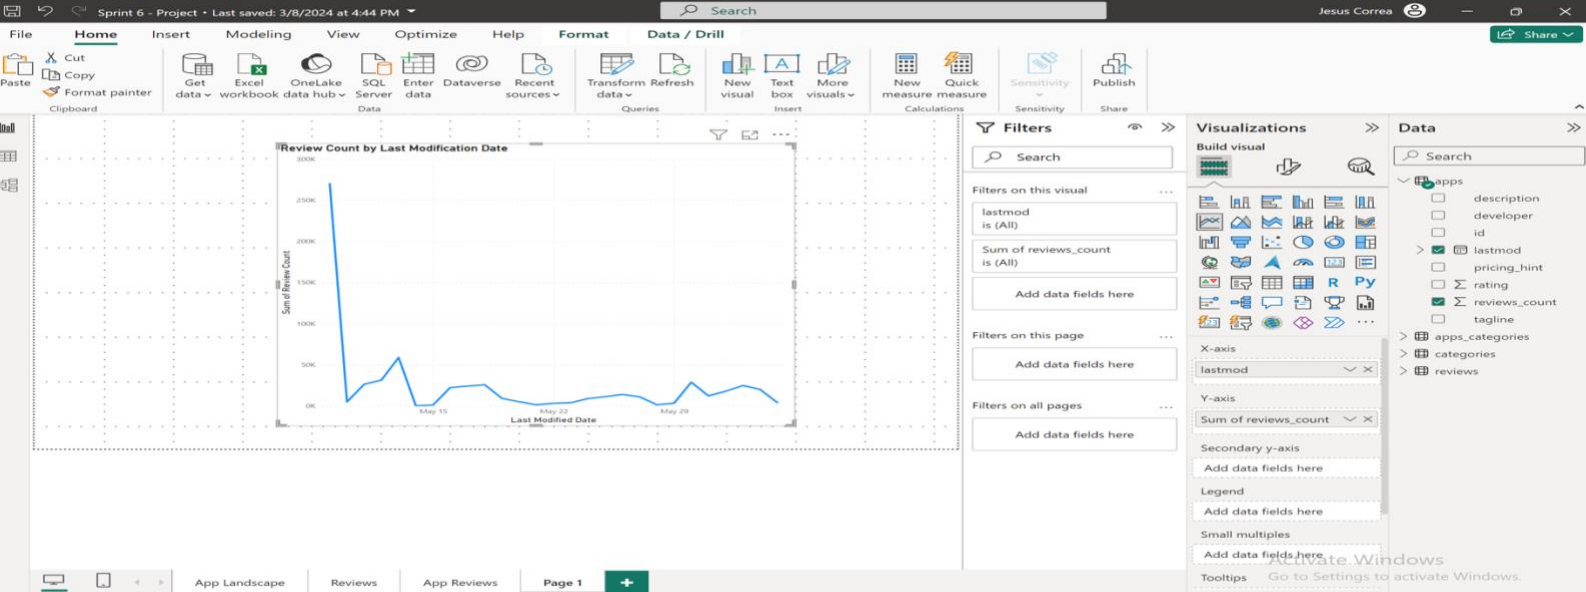 Sprint 6 - Project • Last saved: 3/8/2024 at 4:44 PM
Search
Jesus Correa
File
Home
Insert
Modeling
View
Optimize
Help
Format
Data / Drill
Share
Paste
Cut
Copy
Format painter
Clipboard
Get data
Excel workbook
OneLake data hub
SQL Server
Enter data
Dataverse
Recent sources
Data
Transform data
Refresh
Queries
New visual
Text box
More visuals
Insert
New measure
Quick measure
Calculations
Sensitivity
Sensitivity
Publish
Share
Review Count by Last Modification Date
300K
250K
200K
150K
100K
50K
0K
Sum of Review Count
May 15
May 22
May 29
Last Modified Date
Filters
Search
Filters on this visual
lastmod
is (All)
Sum of reviews_count
is (All)
Add data fields here
Filters on this page
Add data fields here
Filters on all pages
Add data fields here
Visualizations
Build visual
123
R
Py
X-axis
lastmod
Y-axis
Sum of reviews_count
Secondary y-axis
Add data fields here
Legend
Add data fields here
Small multiples
Add data fields here
Tooltips
Data
Search
apps
description
developer
id
lastmod
pricing_hint
rating
reviews_count
tagline
apps_categories
categories
reviews
Activate Windows
Go to Settings to activate Windows.
App Landscape
Reviews
App Reviews
Page 1